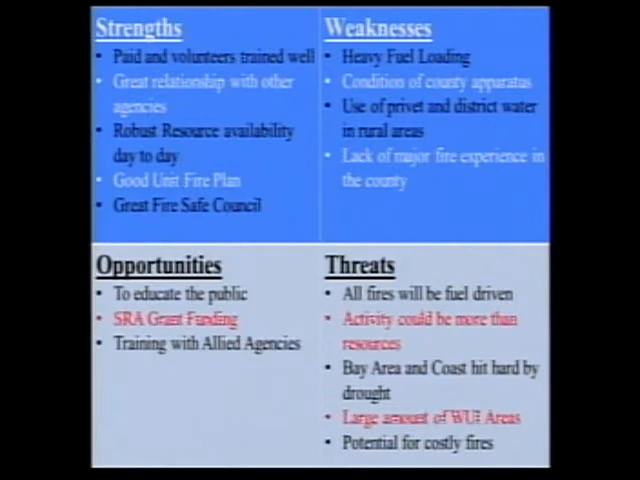 Strengths
• Paid and volunteers trained well
• Great relationship with other
agencies
• Robust Resource availability
day to day
• Good Unit Fire Plan
• Great Fire Safe Council
Weaknesses
• Heavy Fuel Loading
• Condition of county apparatus
• Use of privet and district water
in rural areas
• Lack of major fire experience in
the county
Opportunities
• To educate the public
• SRA Grant Funding
• Training with Allied Agencies
Threats
• All fires will be fuel driven
• Activity could be more than
resources
• Bay Area and Coast hit hard by
drought
• Large amount of WUI Areas
• Potential for costly fires